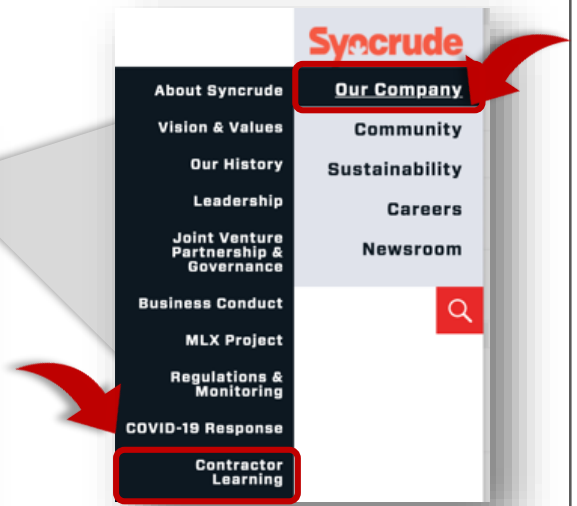 Syncrude
Our Company
Community
Sustainability
Careers
Newsroom
About Syncrude
Vision & Values
Our History
Leadership
Joint Venture
Partnership &
Governance
Business Conduct
MLX Project
Regulations &
Monitoring
COVID-19 Response
Contractor
Learning